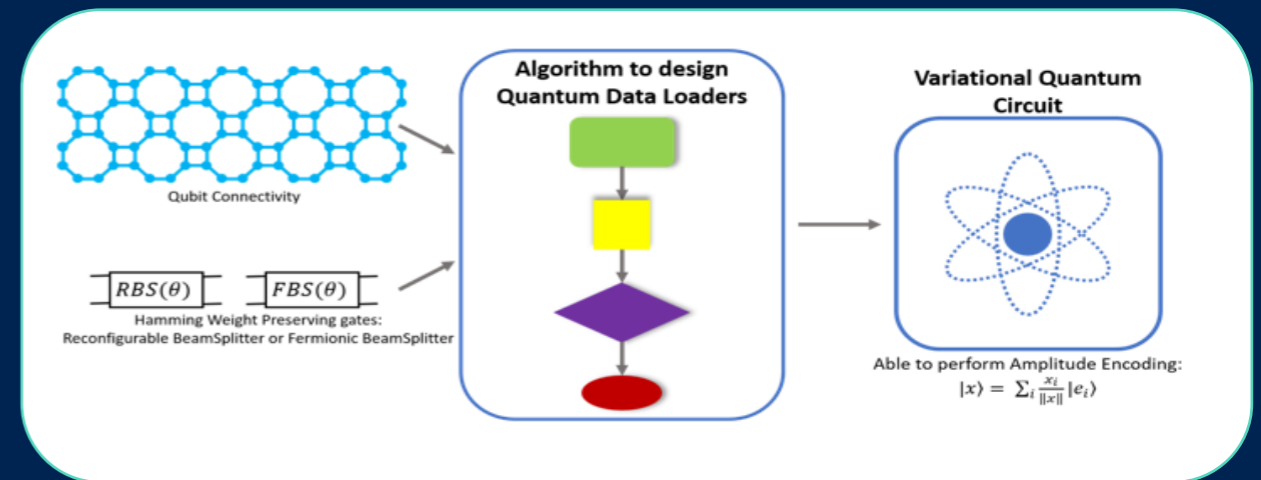 Qubit Connectivity
RBS(θ)
FBS(θ)
Hamming Weight Preserving gates:
Reconfigurable BeamSplitter or Fermionic BeamSplitter
Algorithm to design
Quantum Data Loaders
Variational Quantum
Circuit
Able to perform Amplitude Encoding:
|x⟩ = ∑ᵢ xᵢ/||x|| |eᵢ⟩